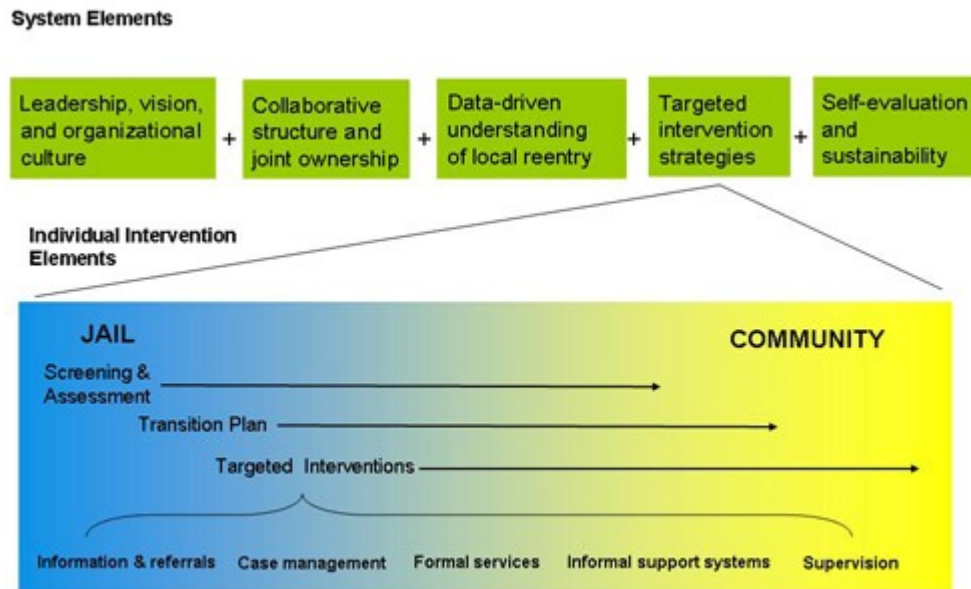 System Elements
Leadership, vision,
and organizational
culture
+
Collaborative
structure and
joint ownership
+
Data-driven
understanding
of local reentry
+
Targeted
intervention
strategies
+
Self-evaluation
and
sustainability
Individual Intervention
Elements
JAIL
COMMUNITY
Screening &
Assessment
Transition Plan
Targeted Interventions
Information & referrals Case management Formal services Informal support systems Supervision